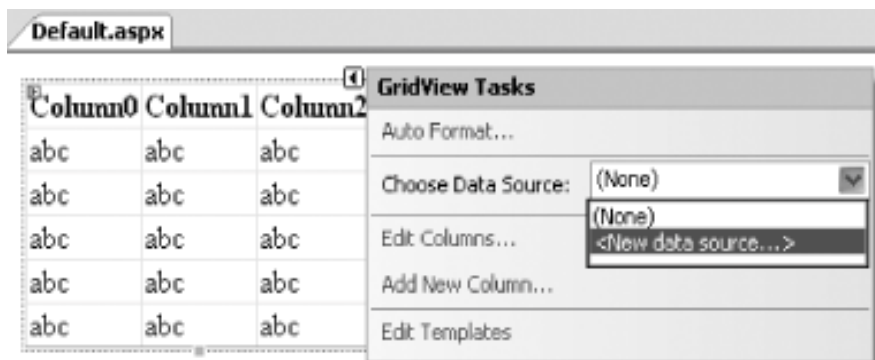 Default.aspx
Column0 Column1 Column2
abc abc abc
abc abc abc
abc abc abc
abc abc abc
abc abc abc
GridView Tasks
Auto Format...
Choose Data Source: (None)
(None)
<New data source...>
Edit Columns...
Add New Column...
Edit Templates